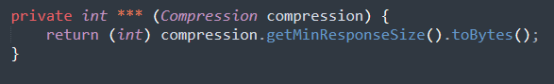 private int *** (Compression compression) {
    return (int) compression.getMinResponseSize().toBytes();
}